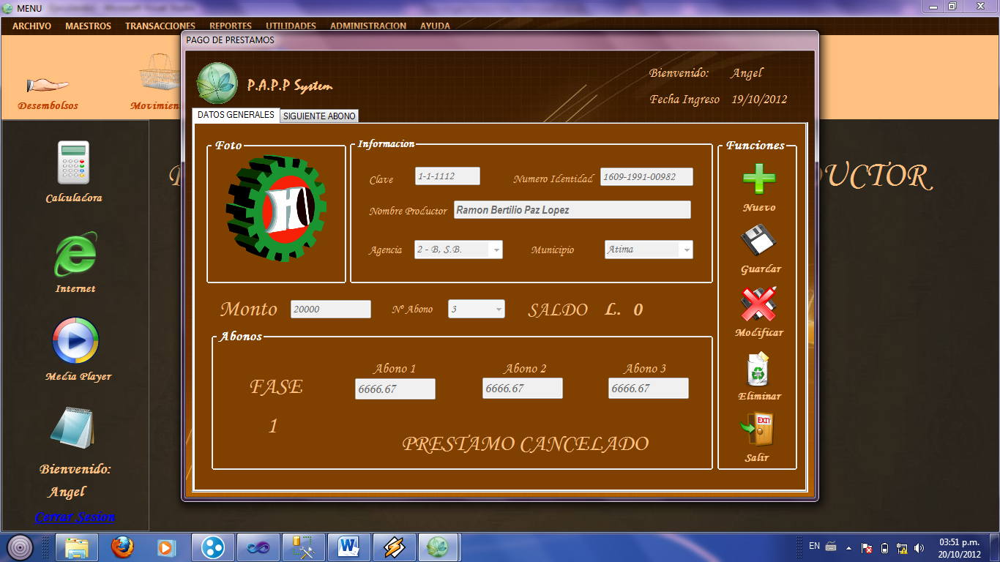 MENU
ARCHIVO MAESTROS TRANSACCIONES REPORTES UTILIDADES ADMINISTRACION AYUDA
PAGO DE PRESTAMOS
P.A.P.P System
Bienvenido: Angel
Fecha Ingreso 19/10/2012
Desembolsos
DATOS GENERALES SIGUIENTE ABONO
Foto
Informacion
Funciones
Clave 1-1-1112 Numero Identidad 1609-1991-00982
Nombre Productor Ramon Bertilio Paz Lopez
Agencia 2 - B, S.B. Municipio Atima
Monto 20000 Nº Abono 3 SALDO L. 0
Abonos
Abono 1 Abono 2 Abono 3
FASE 6666.67 6666.67 6666.67
1
PRESTAMO CANCELADO
Nuevo
Guardar
Modificar
Eliminar
EXIT
Salir
Calculadora
Internet
Media Player
Bienvenido:
Angel
Cerrar Sesion
EN
03:51 p.m.
20/10/2012